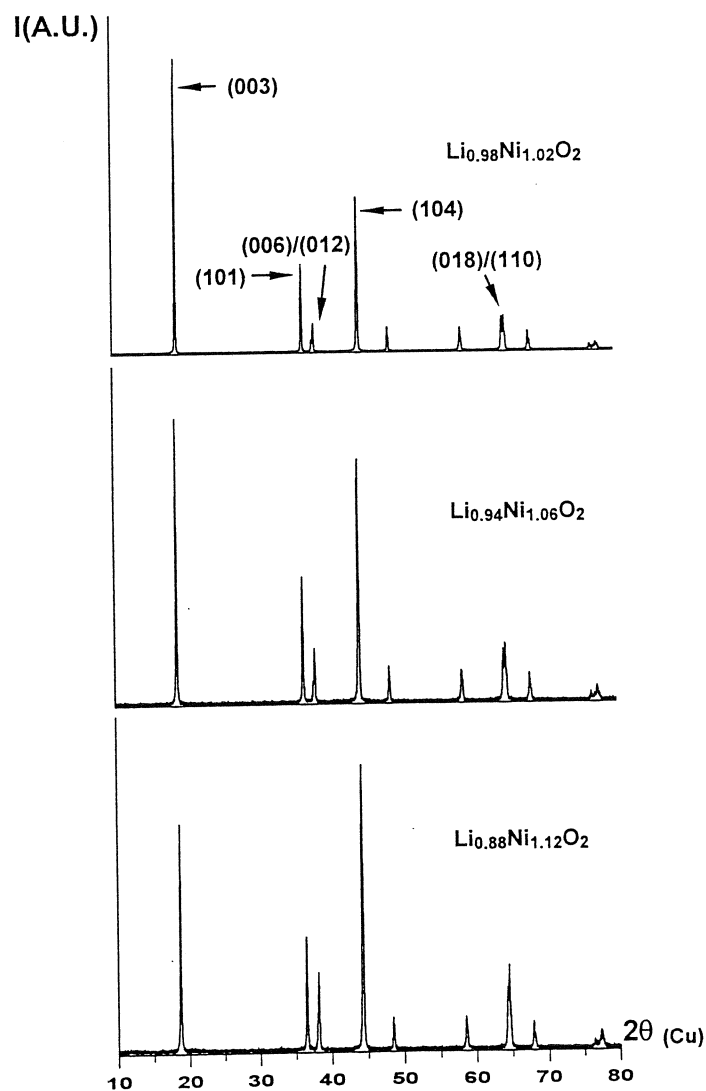 I(A.U.)
(003)
Li0.98Ni1.02O2
(104)
(006)/(012)
(018)/(110)
(101)
Li0.94Ni1.06O2
Li0.88Ni1.12O2
2θ (Cu)
10 20 30 40 50 60 70 80